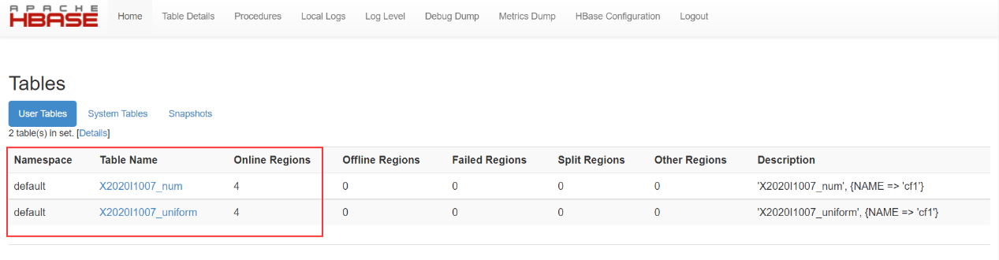 APACHE
HBASE
Home Table Details Procedures Local Logs Log Level Debug Dump Metrics Dump HBase Configuration Logout
Tables
User Tables System Tables Snapshots
2 table(s) in set. [Details]
Namespace Table Name Online Regions Offline Regions Failed Regions Split Regions Other Regions Description
default X2020I1007_num 4 0 0 0 0 'X2020I1007_num', {NAME => 'cf1'}
default X2020I1007_uniform 4 0 0 0 0 'X2020I1007_uniform', {NAME => 'cf1'}